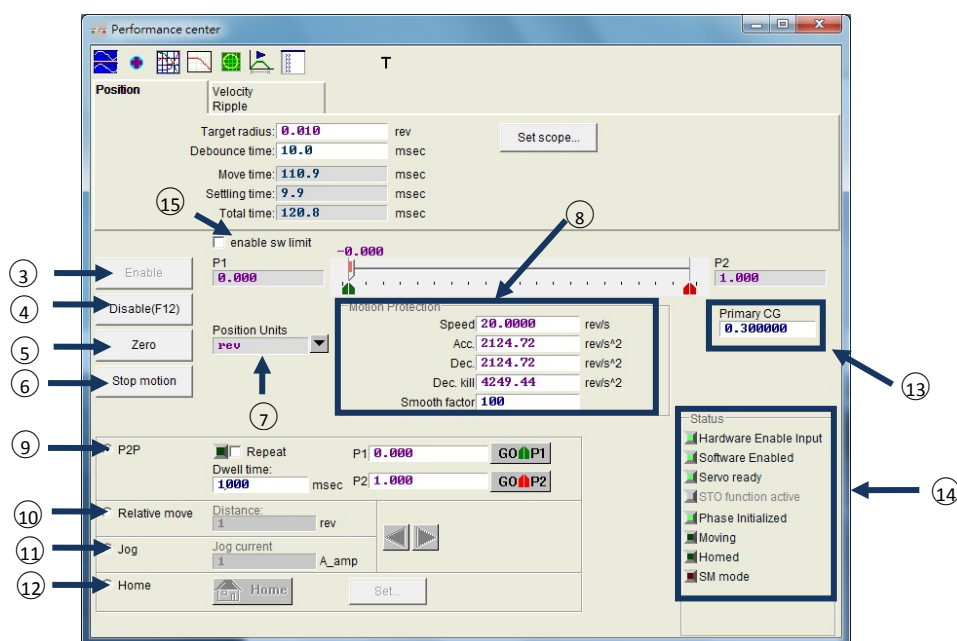 Performance center
T
Position
Velocity Ripple
Target radius: 0.010 rev
Set scope...
Debounce time: 10.0 msec
Move time: 110.9 msec
Settling time: 9.9 msec
Total time: 120.8 msec
15
8
enable sw limit
-0.000
P1
0.000
P2
1.000
3
Enable
4
Disable(F12)
5
Zero
6
Stop motion
Position Units
rev
7
Motion Protection
Speed 20.0000 rev/s
Acc. 2124.72 rev/s^2
Dec. 2124.72 rev/s^2
Dec. kill 4249.44 rev/s^2
Smooth factor 100
Primary CG
0.300000
13
9
P2P
Repeat
Dwell time:
1000 msec
P1 0.000 GO P1
P2 1.000 GO P2
10
Relative move
Distance:
1 rev
11
Jog
Jog current
1 A_amp
12
Home
Home
Set...
Status
Hardware Enable Input
Software Enabled
Servo ready
STO function active
Phase Initialized
Moving
Homed
SM mode
14